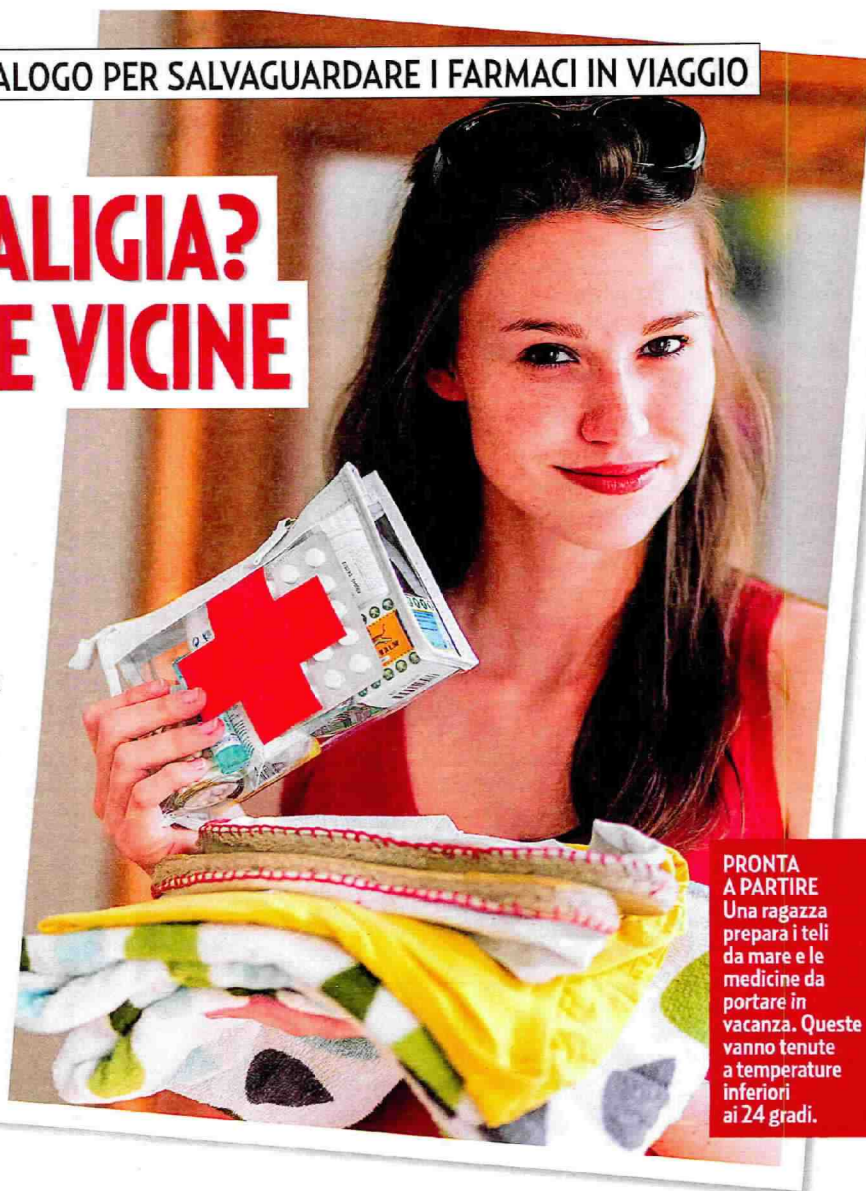 ALOGO PER SALVAGUARDARE I FARMACI IN VIAGGIO
ALIGIA?
E VICINE
PRONTA
A PARTIRE
Una ragazza
prepara i teli
da mare e le
medicine da
portare in
vacanza. Queste
vanno tenute
a temperature
inferiori
ai 24 gradi.